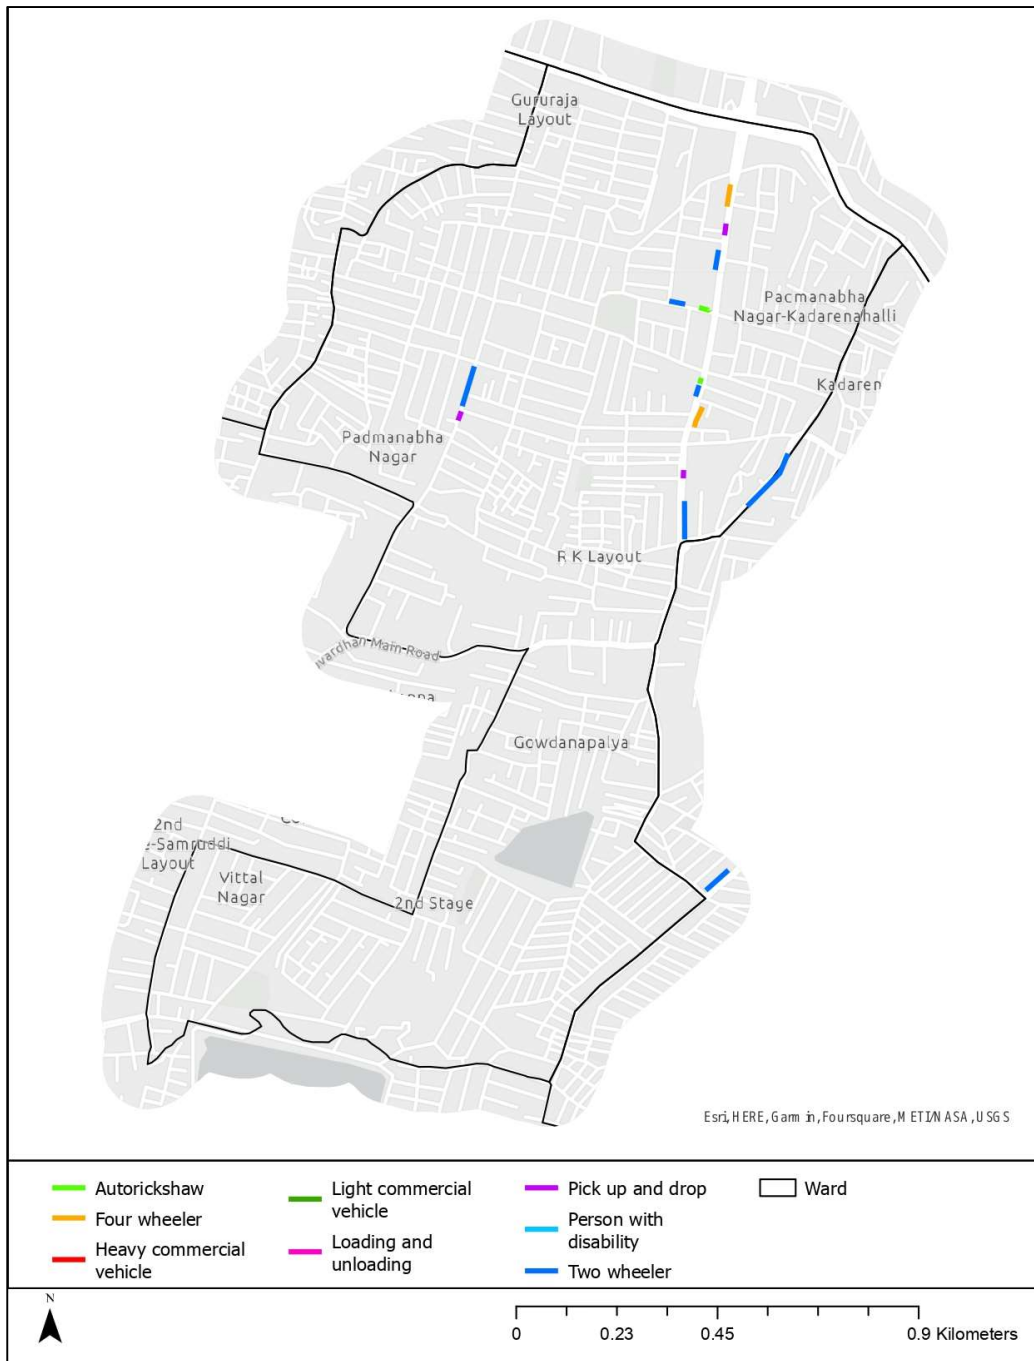 Gururaja
Layout
Pacmanabha
Nagar-Kadarenahalli
Kadaren
Padmanabha
Nagar
R K Layout
vardhan Main Road
Gowdanapalya
2nd
e-Samruddi
Layout
Vittal
Nagar
2nd Stage
Esri, HERE, Garmin, Foursquare, METI/NASA, USGS
Autorickshaw
Four wheeler
Heavy commercial
vehicle
Light commercial
vehicle
Loading and
unloading
Pick up and drop
Person with
disability
Two wheeler
Ward
N
0 0.23 0.45 0.9 Kilometers